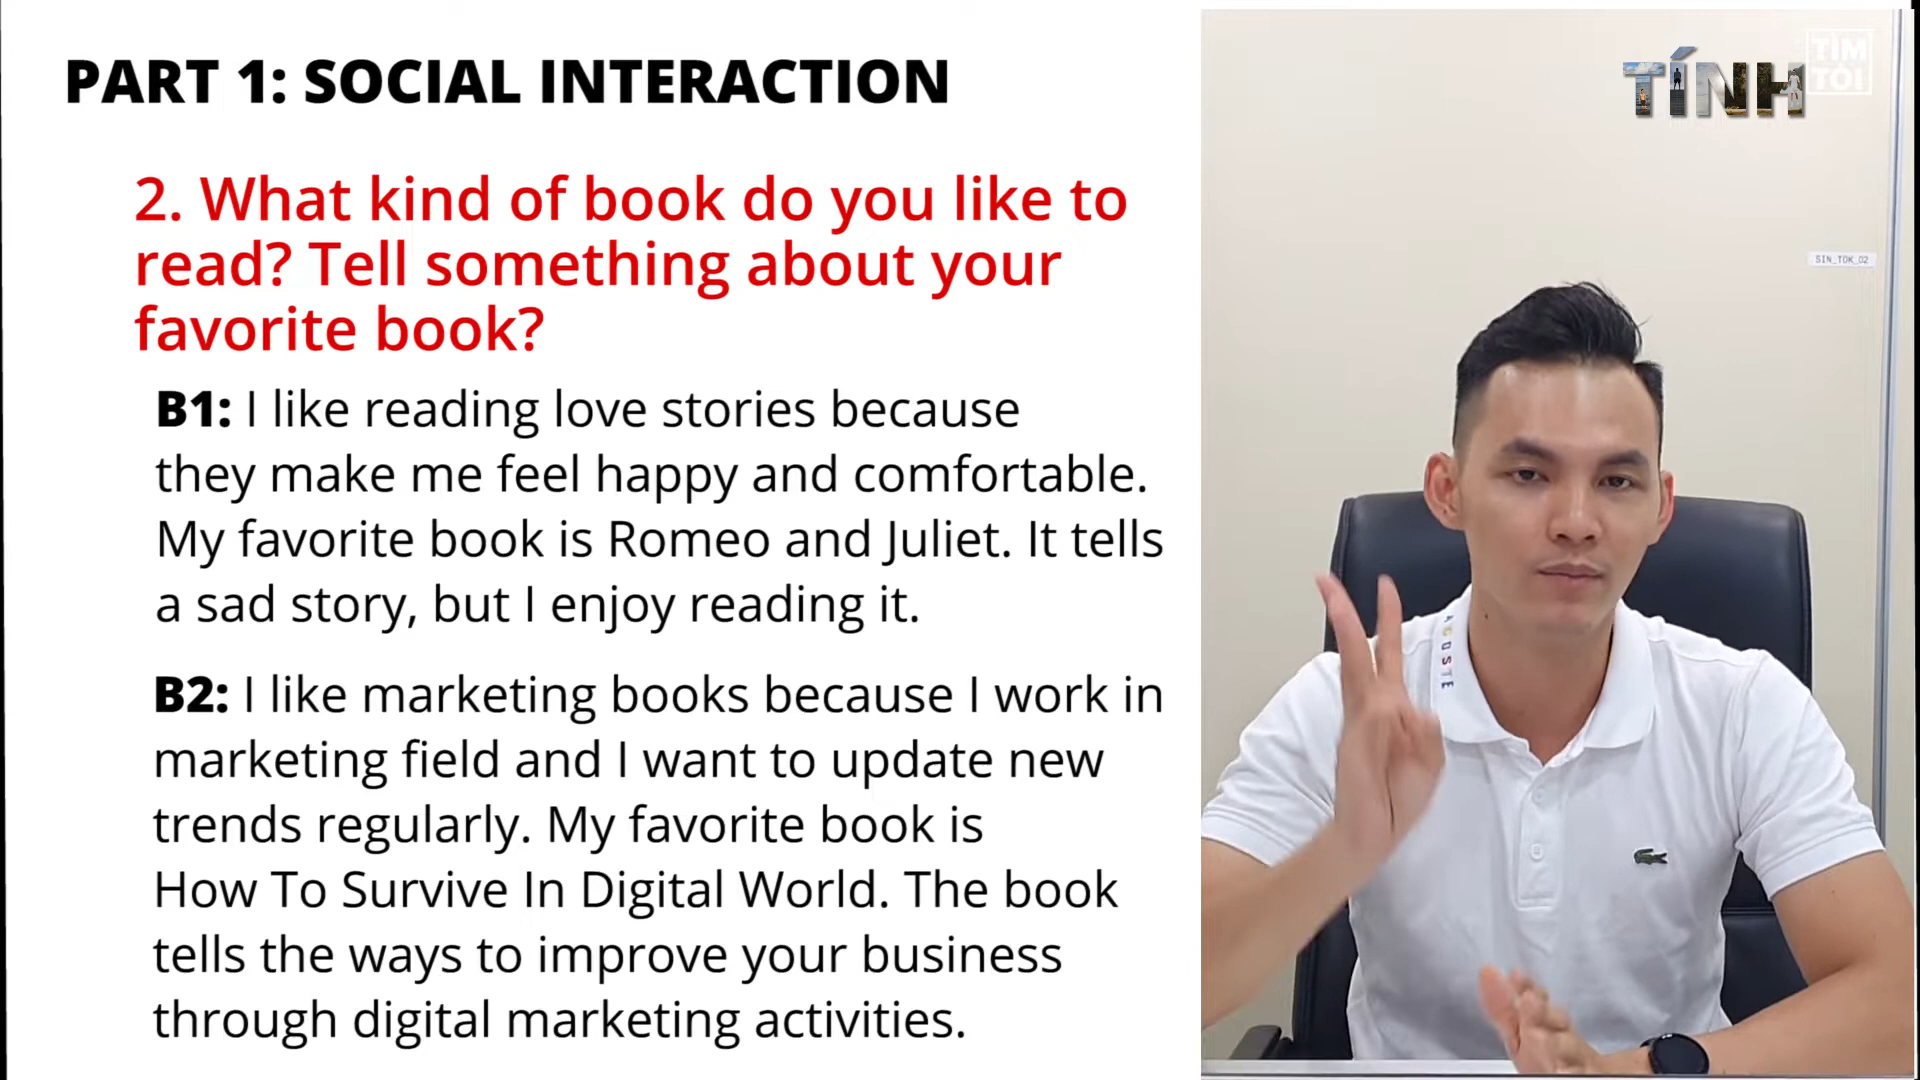 PART 1: SOCIAL INTERACTION
2. What kind of book do you like to
read? Tell something about your
favorite book?
B1: I like reading love stories because
they make me feel happy and comfortable.
My favorite book is Romeo and Juliet. It tells
a sad story, but I enjoy reading it.
B2: I like marketing books because I work in
marketing field and I want to update new
trends regularly. My favorite book is
How To Survive In Digital World. The book
tells the ways to improve your business
through digital marketing activities.
TÍNH
TÌM
TÒI
SIN_TDK_02
ACOSTE